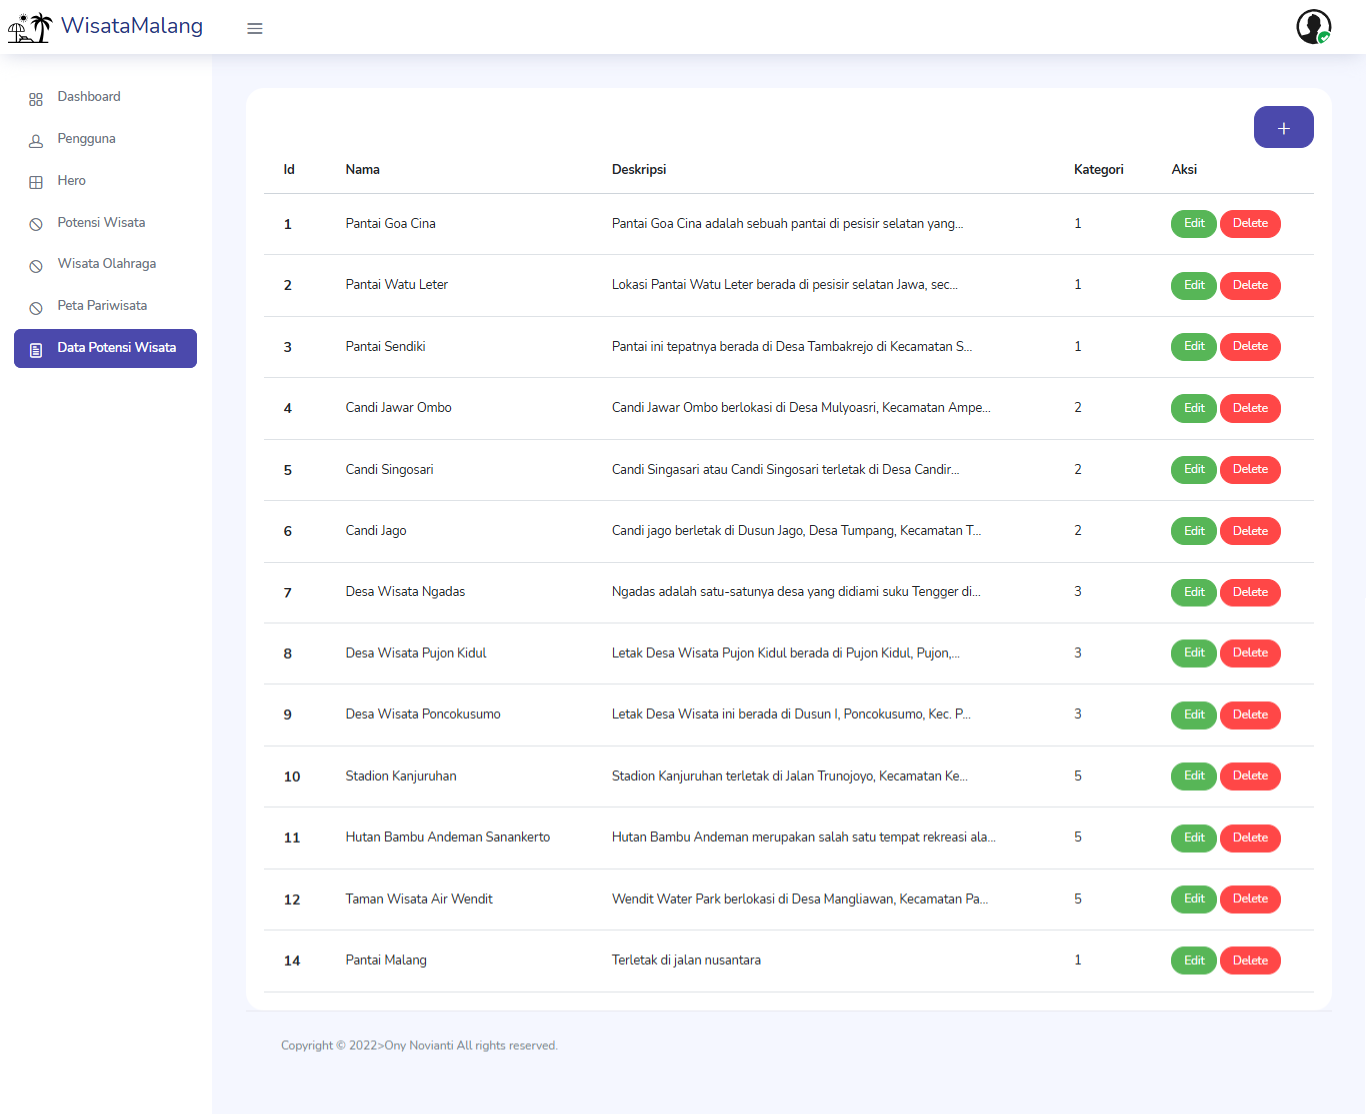 WisataMalang
Dashboard
Pengguna
Hero
Potensi Wisata
Wisata Olahraga
Peta Pariwisata
Data Potensi Wisata
+
Id Nama Deskripsi Kategori Aksi
1 Pantai Goa Cina Pantai Goa Cina adalah sebuah pantai di pesisir selatan yang... 1 Edit Delete
2 Pantai Watu Leter Lokasi Pantai Watu Leter berada di pesisir selatan Jawa, sec... 1 Edit Delete
3 Pantai Sendiki Pantai ini tepatnya berada di Desa Tambakrejo di Kecamatan S... 1 Edit Delete
4 Candi Jawar Ombo Candi Jawar Ombo berlokasi di Desa Mulyoasri, Kecamatan Ampe... 2 Edit Delete
5 Candi Singosari Candi Singasari atau Candi Singosari terletak di Desa Candir... 2 Edit Delete
6 Candi Jago Candi jago berletak di Dusun Jago, Desa Tumpang, Kecamatan T... 2 Edit Delete
7 Desa Wisata Ngadas Ngadas adalah satu-satunya desa yang didiami suku Tengger di... 3 Edit Delete
8 Desa Wisata Pujon Kidul Letak Desa Wisata Pujon Kidul berada di Pujon Kidul, Pujon,... 3 Edit Delete
9 Desa Wisata Poncokusumo Letak Desa Wisata ini berada di Dusun I, Poncokusumo, Kec. P... 3 Edit Delete
10 Stadion Kanjuruhan Stadion Kanjuruhan terletak di Jalan Trunojoyo, Kecamatan Ke... 5 Edit Delete
11 Hutan Bambu Andeman Sanankerto Hutan Bambu Andeman merupakan salah satu tempat rekreasi ala... 5 Edit Delete
12 Taman Wisata Air Wendit Wendit Water Park berlokasi di Desa Mangliawan, Kecamatan Pa... 5 Edit Delete
14 Pantai Malang Terletak di jalan nusantara 1 Edit Delete
Copyright © 2022>Ony Novianti All rights reserved.